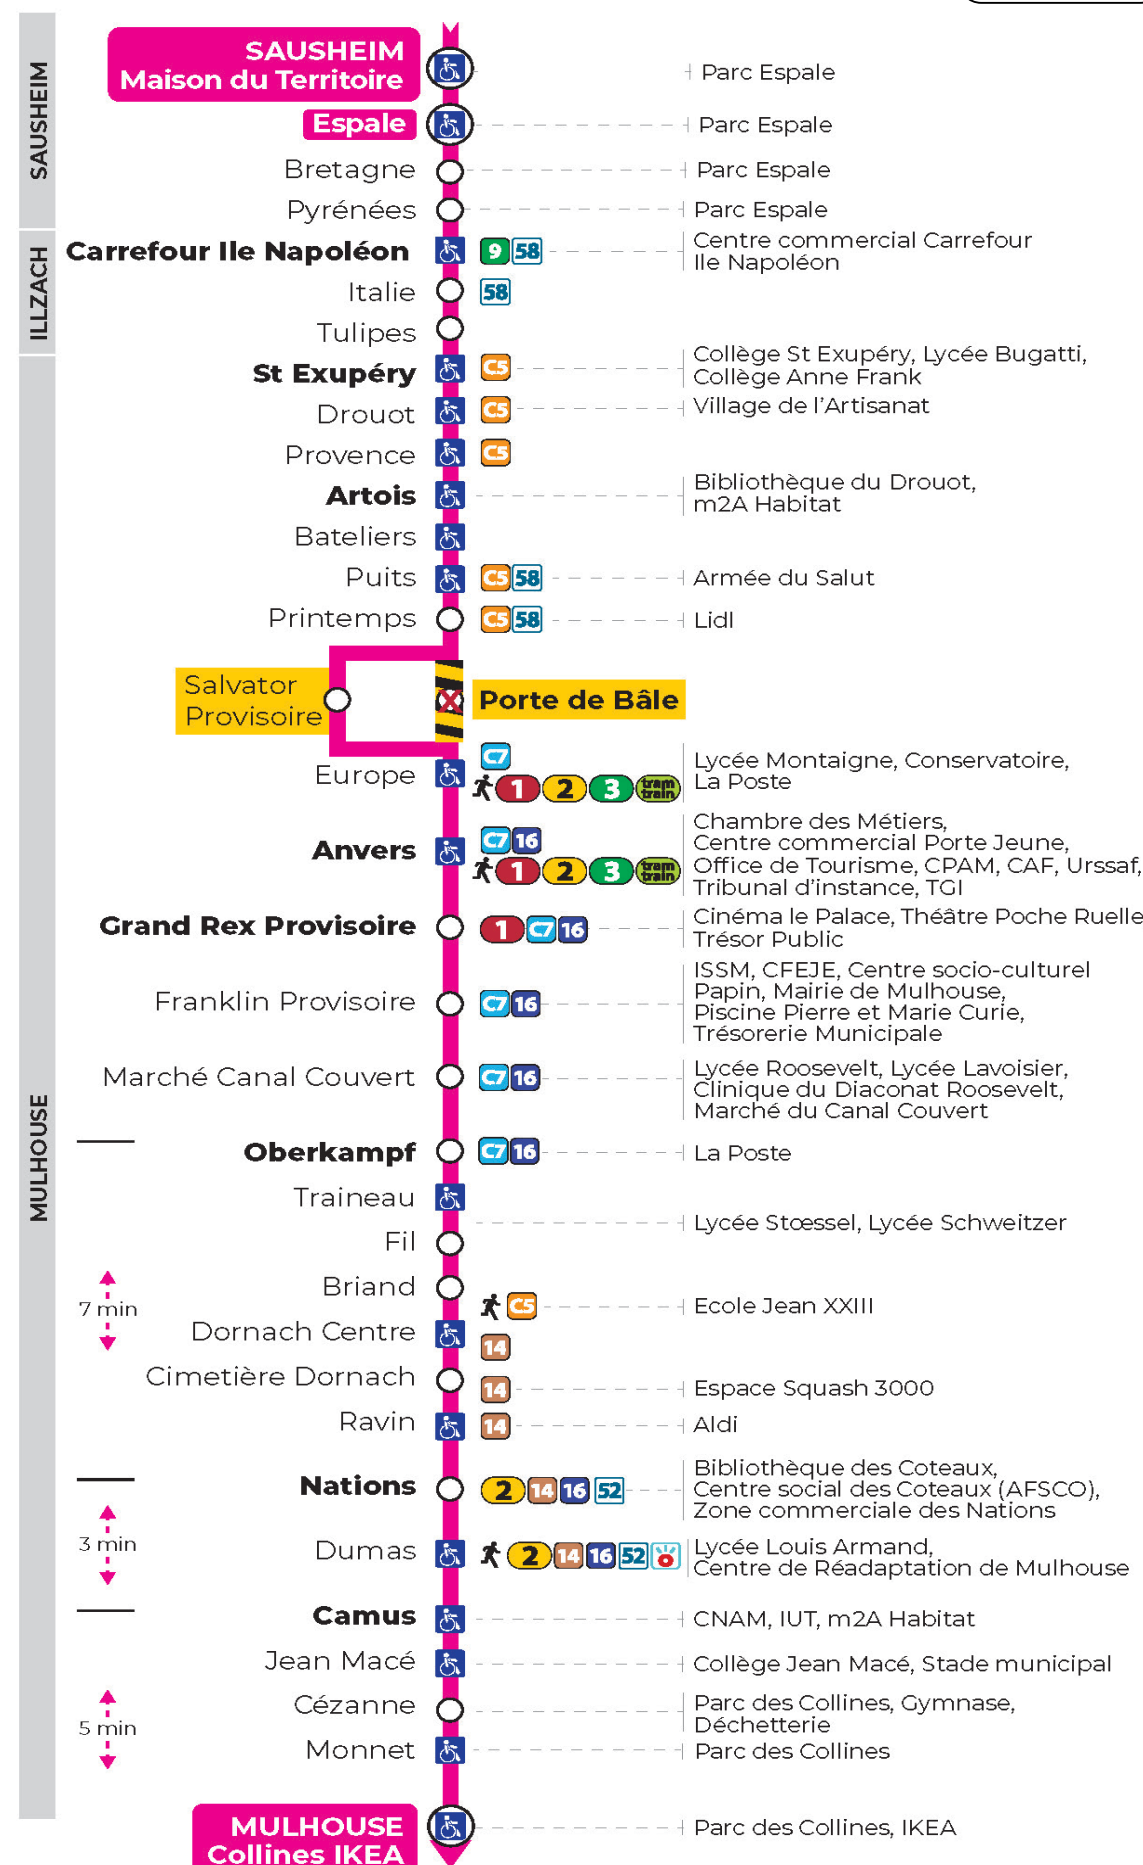 SAUSHEIM
SAUSHEIM
Maison du Territoire
Parc Espale
Espale
Parc Espale
Bretagne
Parc Espale
Pyrénées
Parc Espale
ILLZACH
Carrefour Ile Napoléon
9 58
Centre commercial Carrefour
Ile Napoléon
Italie
58
Tulipes
MULHOUSE
St Exupéry
C5
Collège St Exupéry, Lycée Bugatti,
Collège Anne Frank
Drouot
C5
Village de l'Artisanat
Provence
C5
Artois
Bibliothèque du Drouot,
m2A Habitat
Bateliers
Puits
C5 58
Armée du Salut
Printemps
C5 58
Lidl
Salvator
Provisoire
Porte de Bâle
Europe
C7
1 2 3 tram train
Lycée Montaigne, Conservatoire,
La Poste
Anvers
C7 16
1 2 3 tram train
Chambre des Métiers,
Centre commercial Porte Jeune,
Office de Tourisme, CPAM, CAF, Urssaf,
Tribunal d'instance, TGI
Grand Rex Provisoire
1 C7 16
Cinéma le Palace, Théâtre Poche Ruelle
Trésor Public
Franklin Provisoire
C7 16
ISSM, CFEJE, Centre socio-culturel
Papin, Mairie de Mulhouse,
Piscine Pierre et Marie Curie,
Trésorerie Municipale
Marché Canal Couvert
C7 16
Lycée Roosevelt, Lycée Lavoisier,
Clinique du Diaconat Roosevelt,
Marché du Canal Couvert
Oberkampf
C7 16
La Poste
Traineau
Lycée Stœssel, Lycée Schweitzer
Fil
Briand
7 min
C5
Ecole Jean XXIII
Dornach Centre
14
Cimetière Dornach
14
Espace Squash 3000
Ravin
14
Aldi
Nations
2 14 16 52
Bibliothèque des Coteaux,
Centre social des Coteaux (AFSCO),
Zone commerciale des Nations
3 min
Dumas
2 14 16 52
Lycée Louis Armand,
Centre de Réadaptation de Mulhouse
Camus
CNAM, IUT, m2A Habitat
Jean Macé
Collège Jean Macé, Stade municipal
Cézanne
Parc des Collines, Gymnase,
Déchetterie
5 min
Monnet
Parc des Collines
MULHOUSE
Collines IKEA
Parc des Collines, IKEA